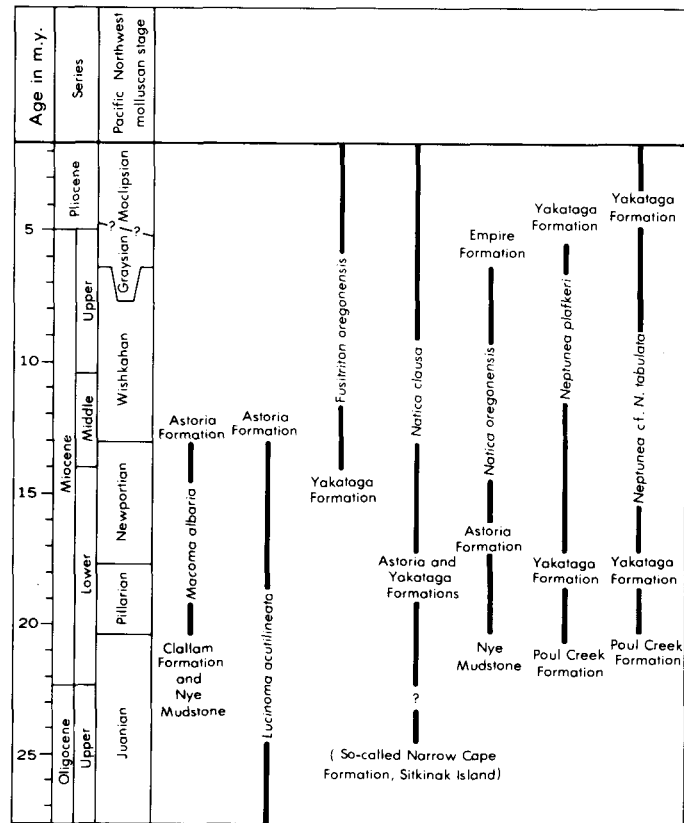 Age in m.y.
Series
Pacific Northwest
molluscan stage
5
10
15
20
25
Pliocene
Miocene
Oligocene
Upper
Middle
Lower
Upper
Moclipsian
? / ?
Graysian
Wishkahan
Newportian
Pillarian
Juanian
Astoria
Formation
Macoma albaria
Clallam
Formation
and
Nye
Mudstone
Astoria
Formation
Lucinoma acutilineata
Fusitriton oregonensis
Yakataga
Formation
Natica clausa
Astoria and
Yakataga
Formations
?
( So-called Narrow Cape
Formation, Sitkinak Island)
Empire
Formation
Natica oregonensis
Astoria
Formation
Nye
Mudstone
Yakataga
Formation
Neptunea plafkeri
Yakataga
Formation
Poul Creek
Formation
Yakataga
Formation
Neptunea cf. N. tabulata
Yakataga
Formation
Poul Creek
Formation